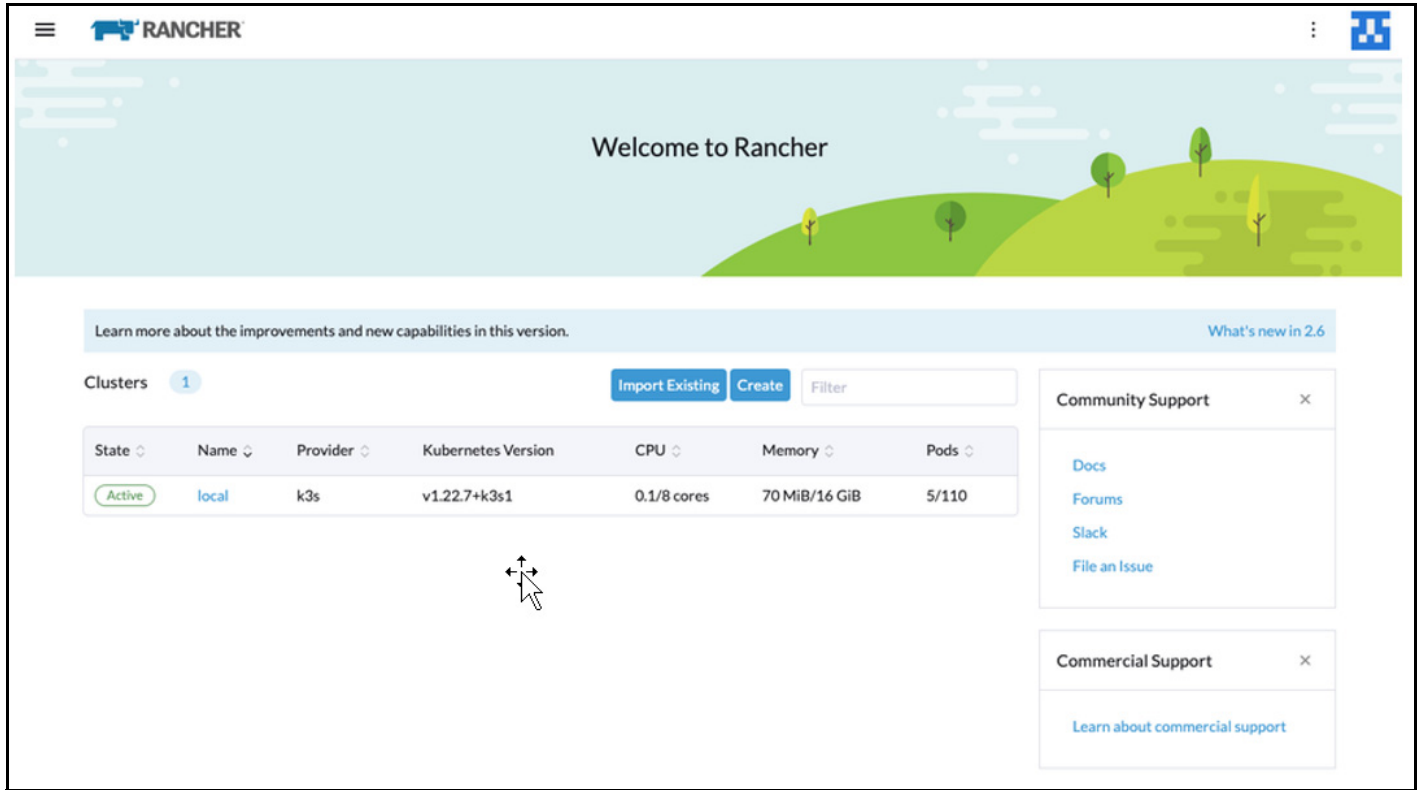 RANCHER
Welcome to Rancher
Learn more about the improvements and new capabilities in this version. What's new in 2.6
Clusters 1 Import Existing Create Filter
State Name Provider Kubernetes Version CPU Memory Pods
Active local k3s v1.22.7+k3s1 0.1/8 cores 70 MiB/16 GiB 5/110
Community Support
Docs
Forums
Slack
File an Issue
Commercial Support
Learn about commercial support